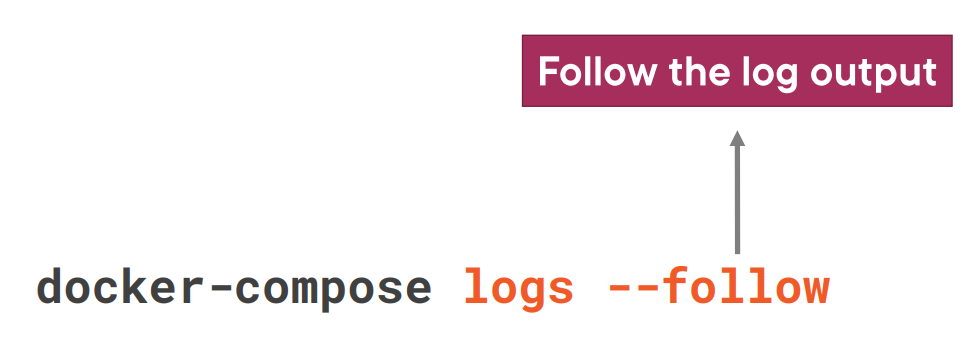 Follow the log output
docker-compose logs --follow